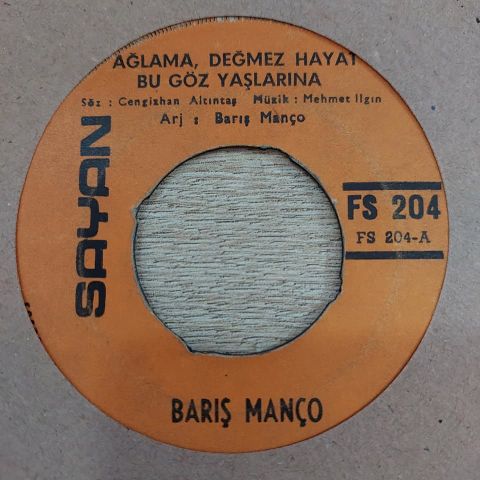 AĞLAMA, DEĞMEZ HAYAT
BU GÖZ YAŞLARINA
Söz : Cengizhan Altıntaş Müzik : Mehmet Ilgın
Arj : Barış Manço
SAYAN
FS 204
FS 204-A
BARIŞ MANÇO